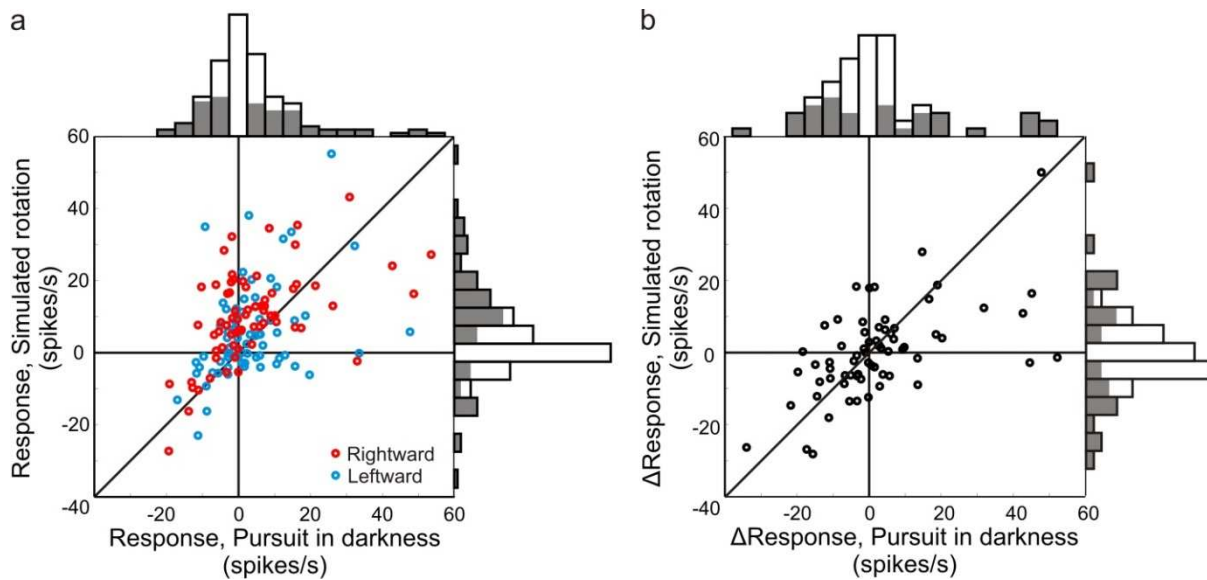 a
b
60
40
20
0
-20
-40
-20
0
20
40
60
Response, Simulated rotation
(spikes/s)
Rightward
Leftward
Response, Pursuit in darkness
(spikes/s)
60
40
20
0
-20
-40
-20
0
20
40
60
ΔResponse, Simulated rotation
(spikes/s)
ΔResponse, Pursuit in darkness
(spikes/s)